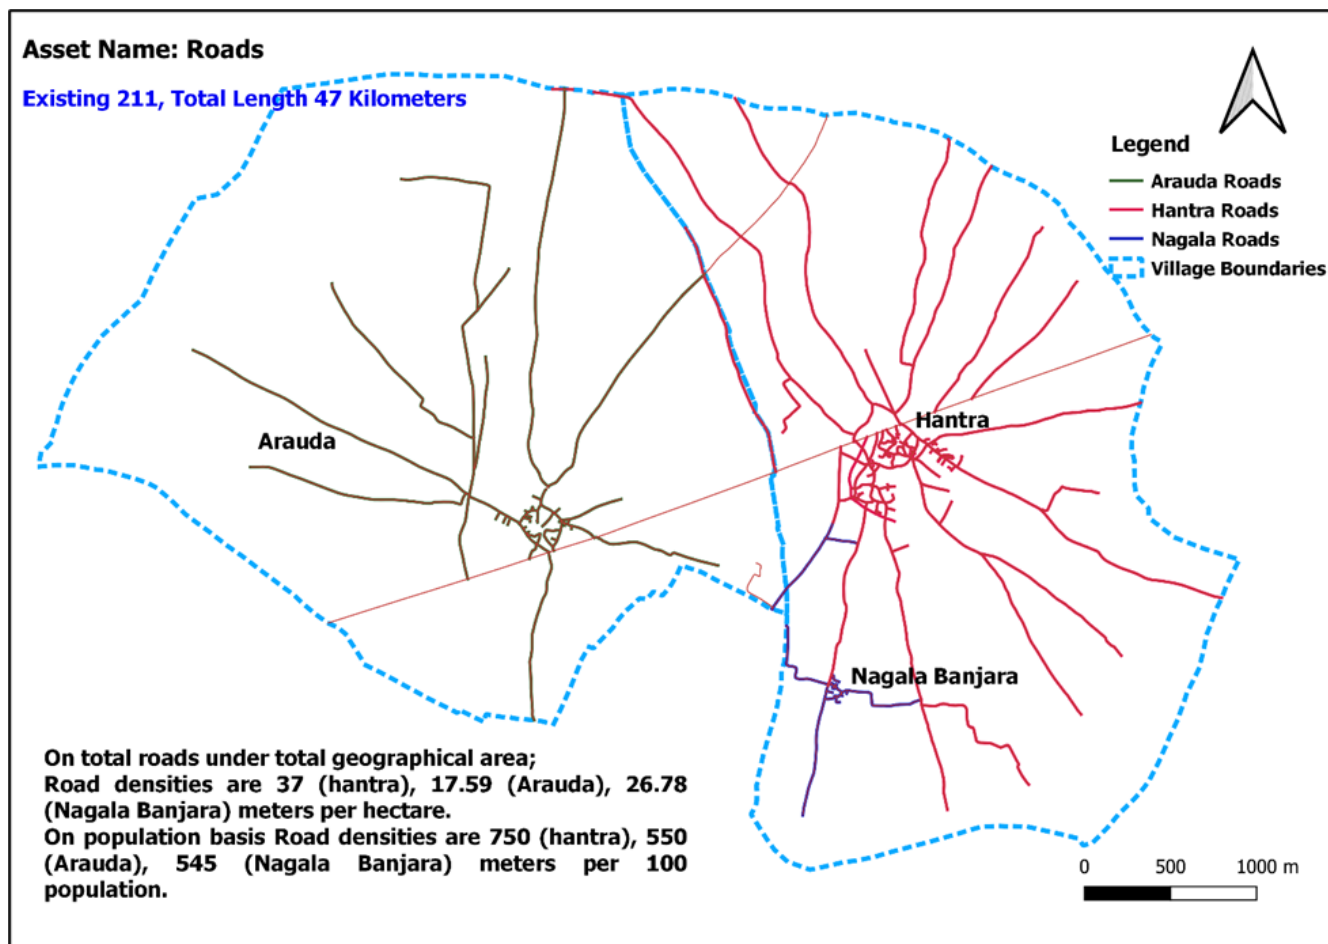 Asset Name: Roads
Existing 211, Total Length 47 Kilometers
Legend
Arauda Roads
Hantra Roads
Nagala Roads
Village Boundaries
Hantra
Arauda
Nagala Banjara
On total roads under total geographical area;
Road densities are 37 (hantra), 17.59 (Arauda), 26.78
(Nagala Banjara) meters per hectare.
On population basis Road densities are 750 (hantra), 550
(Arauda), 545 (Nagala Banjara) meters per 100
population.
0 500 1000 m